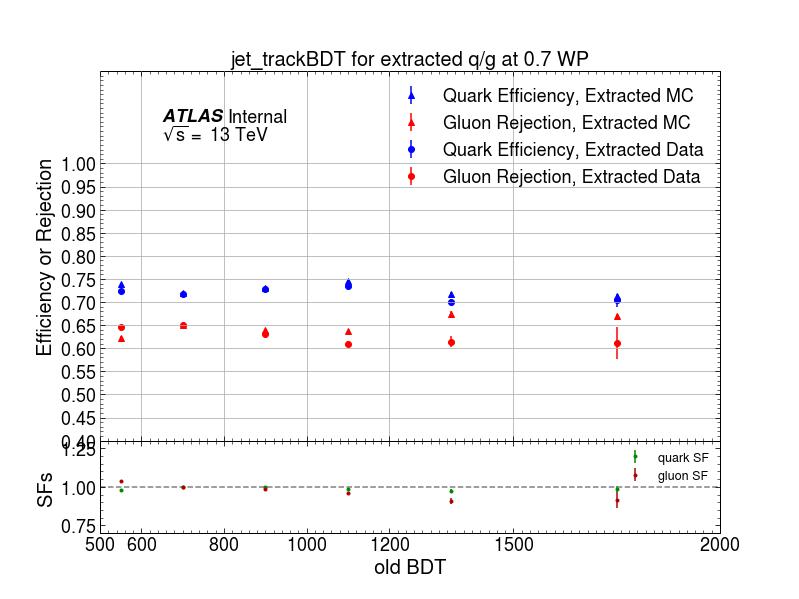 jet_trackBDT for extracted q/g at 0.7 WP
ATLAS Internal
√s = 13 TeV
Quark Efficiency, Extracted MC
Gluon Rejection, Extracted MC
Quark Efficiency, Extracted Data
Gluon Rejection, Extracted Data
Efficiency or Rejection
1.00
0.95
0.90
0.85
0.80
0.75
0.70
0.65
0.60
0.55
0.50
0.45
0.40
1.25
1.00
0.75
SFs
quark SF
gluon SF
500 600 800 1000 1200 1500 2000
old BDT